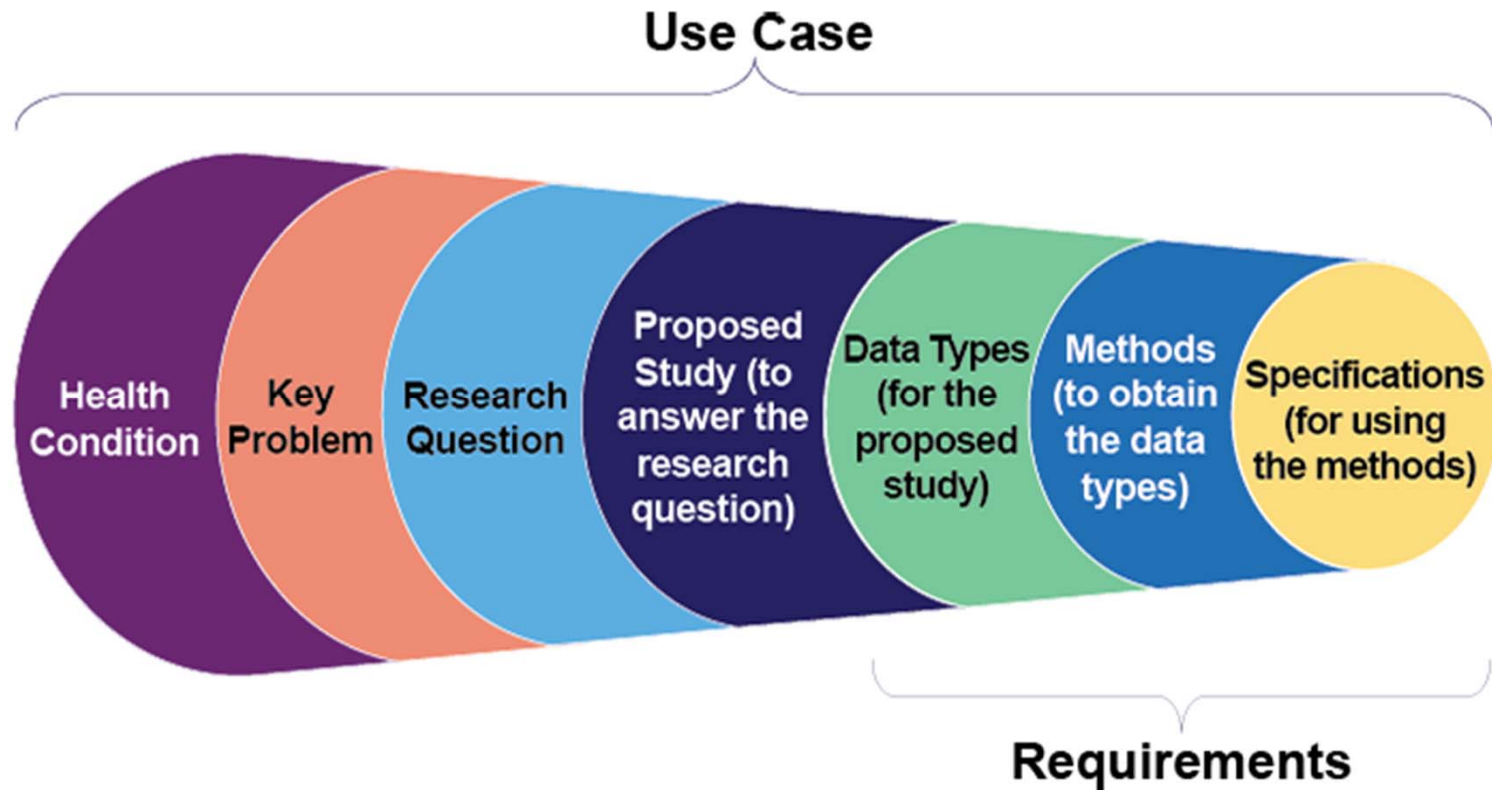 Use Case
Health
Condition
Key
Problem
Research
Question
Proposed
Study (to
answer the
research
question)
Data Types
(for the
proposed
study)
Methods
(to obtain
the data
types)
Specifications
(for using
the methods)
Requirements